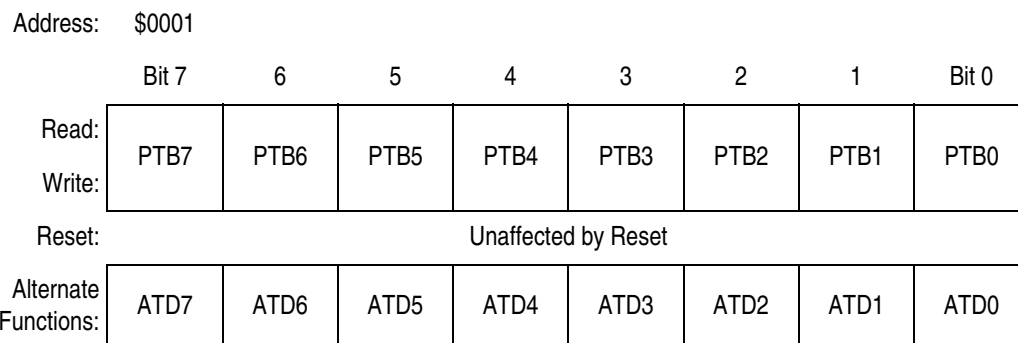 Address: $0001
Bit 7 6 5 4 3 2 1 Bit 0
Read:
PTB7 PTB6 PTB5 PTB4 PTB3 PTB2 PTB1 PTB0
Write:
Reset: Unaffected by Reset
Alternate
Functions:
ATD7 ATD6 ATD5 ATD4 ATD3 ATD2 ATD1 ATD0